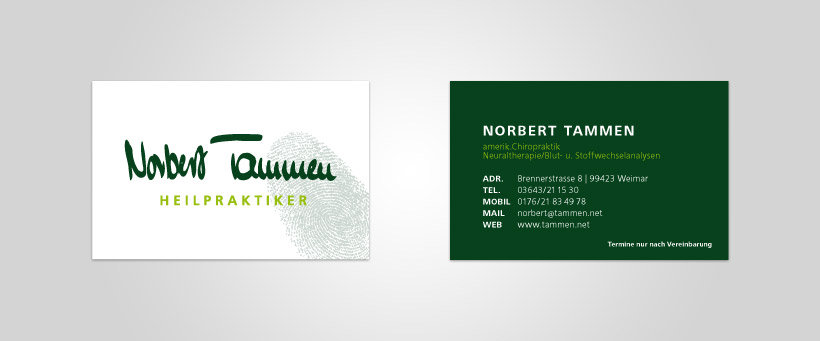 Norbert Tammen
HEILPRAKTIKER
NORBERT TAMMEN
amerik.Chiropraktik
Neuraltherapie/Blut- u. Stoffwechselanalysen
ADR. Brennerstrasse 8 | 99423 Weimar
TEL. 03643/21 15 30
MOBIL 0176/21 83 49 78
MAIL norbert@tammen.net
WEB www.tammen.net
Termine nur nach Vereinbarung